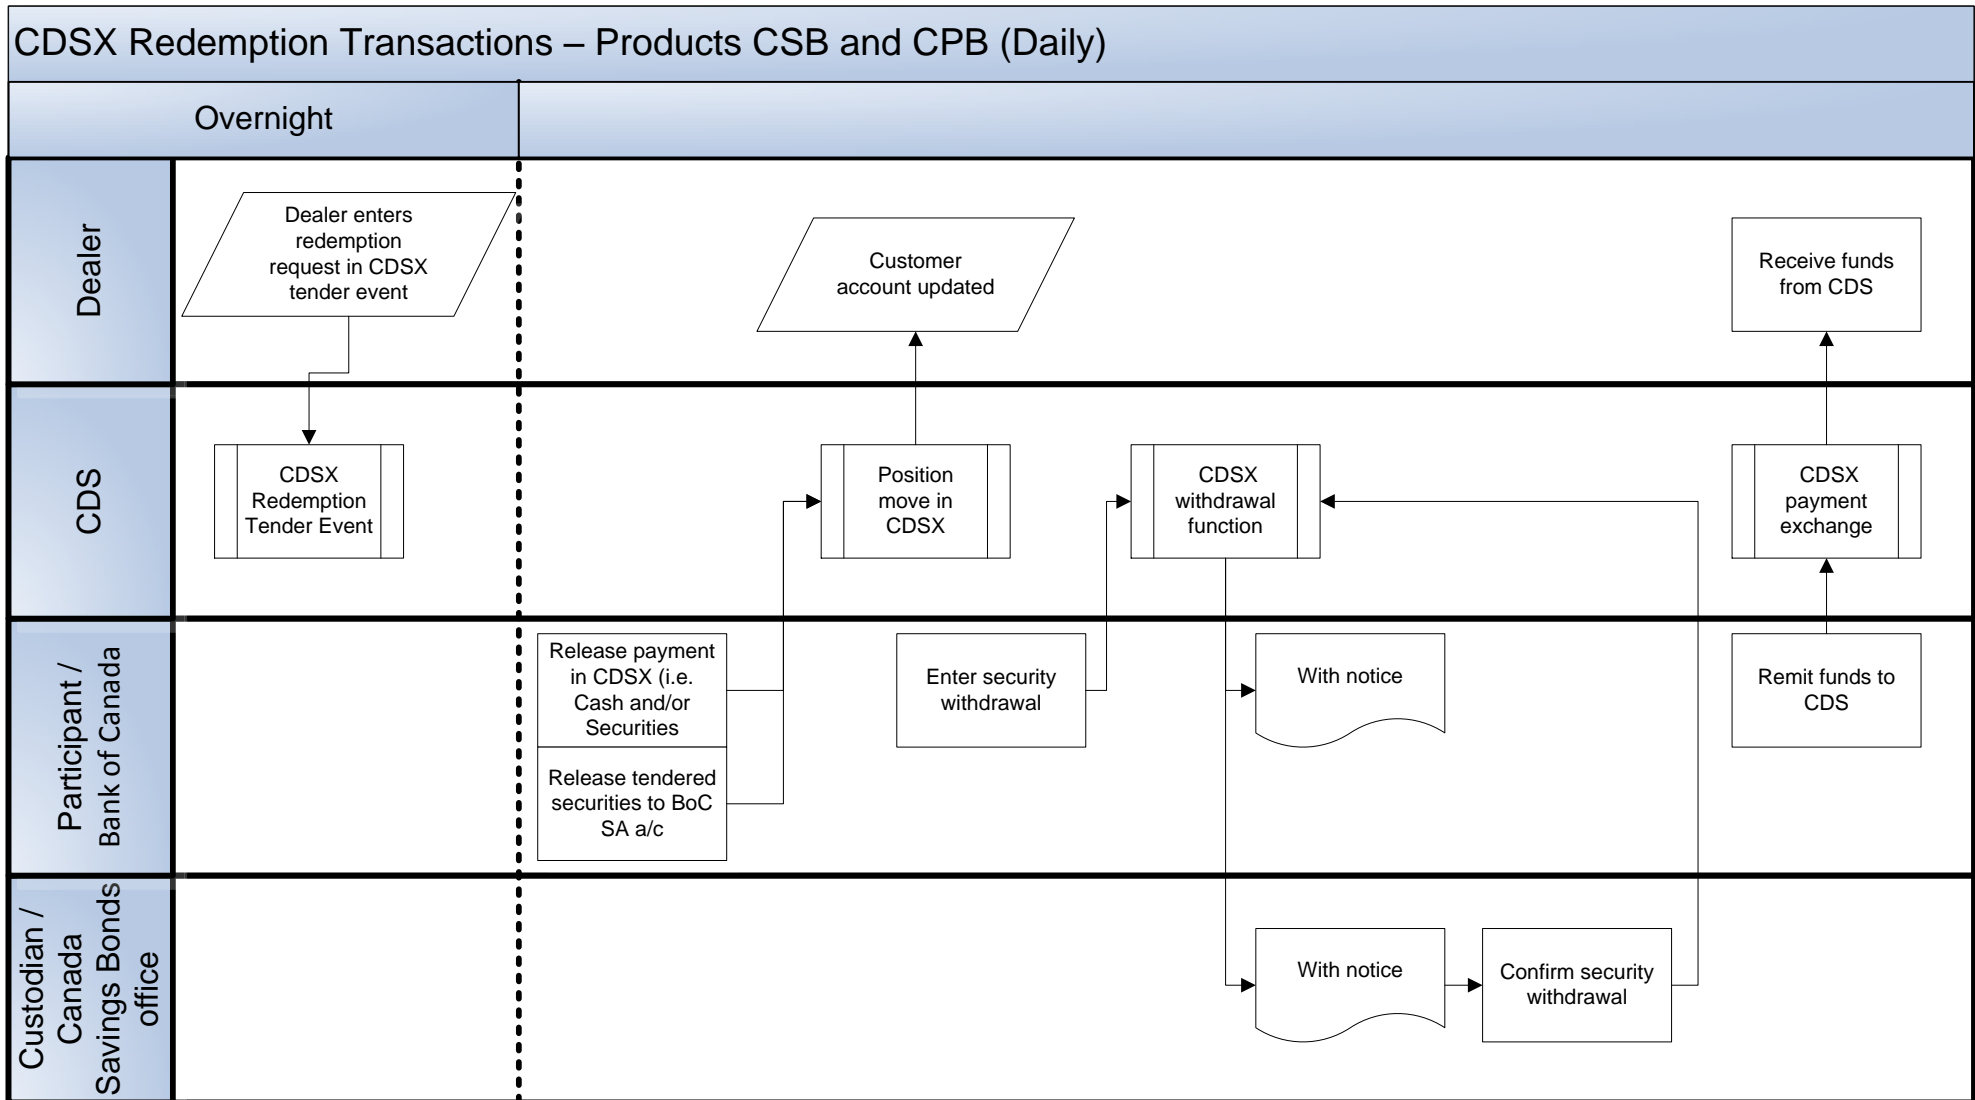 CDSX Redemption Transactions – Products CSB and CPB (Daily)
Overnight
Dealer
Dealer enters
redemption
request in CDSX
tender event
Customer
account updated
Receive funds
from CDS
CDS
CDSX
Redemption
Tender Event
Position
move in
CDSX
CDSX
withdrawal
function
CDSX
payment
exchange
Participant /
Bank of Canada
Release payment
in CDSX (i.e.
Cash and/or
Securities
Release tendered
securities to BoC
SA a/c
Enter security
withdrawal
With notice
Remit funds to
CDS
Custodian /
Canada
Savings Bonds
office
With notice
Confirm security
withdrawal